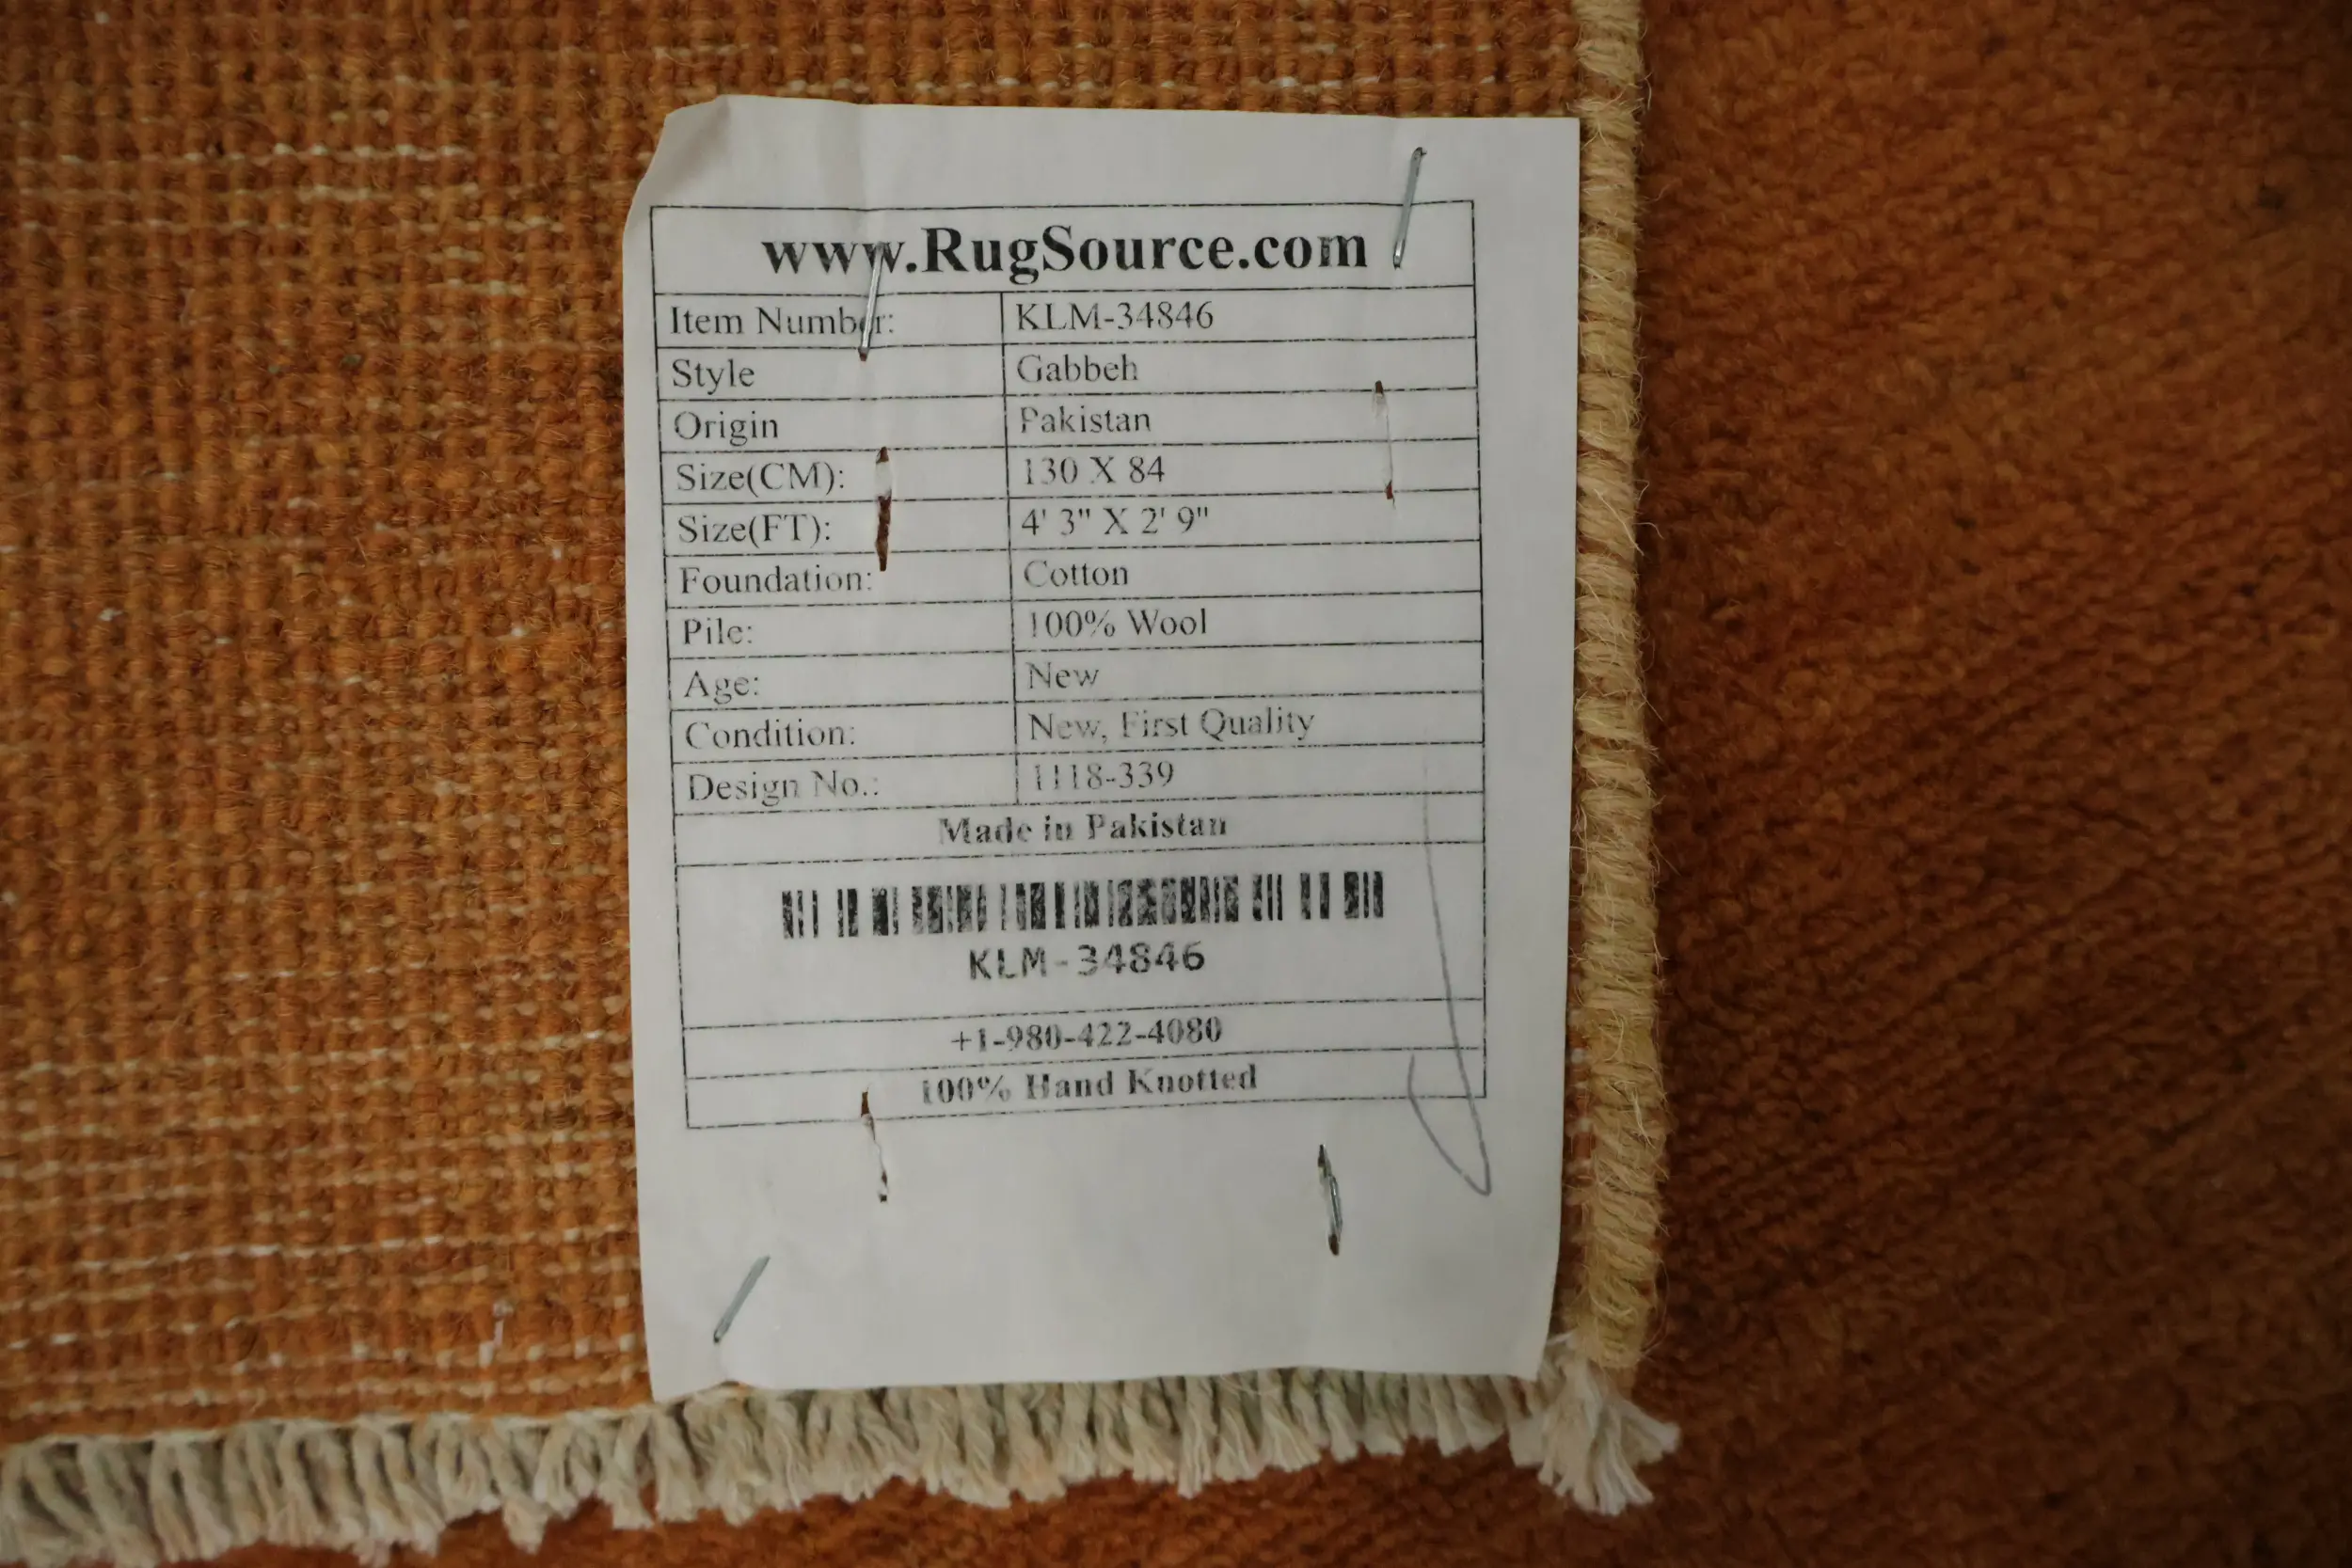 www.RugSource.com
Item Number: KLM-34846
Style Gabbeh
Origin Pakistan
Size(CM): 130 X 84
Size(FT): 4' 3" X 2' 9"
Foundation: Cotton
Pile: 100% Wool
Age: New
Condition: New, First Quality
Design No.: 1118-339
Made in Pakistan
KLM-34846
+1-980-422-4080
100% Hand Knotted